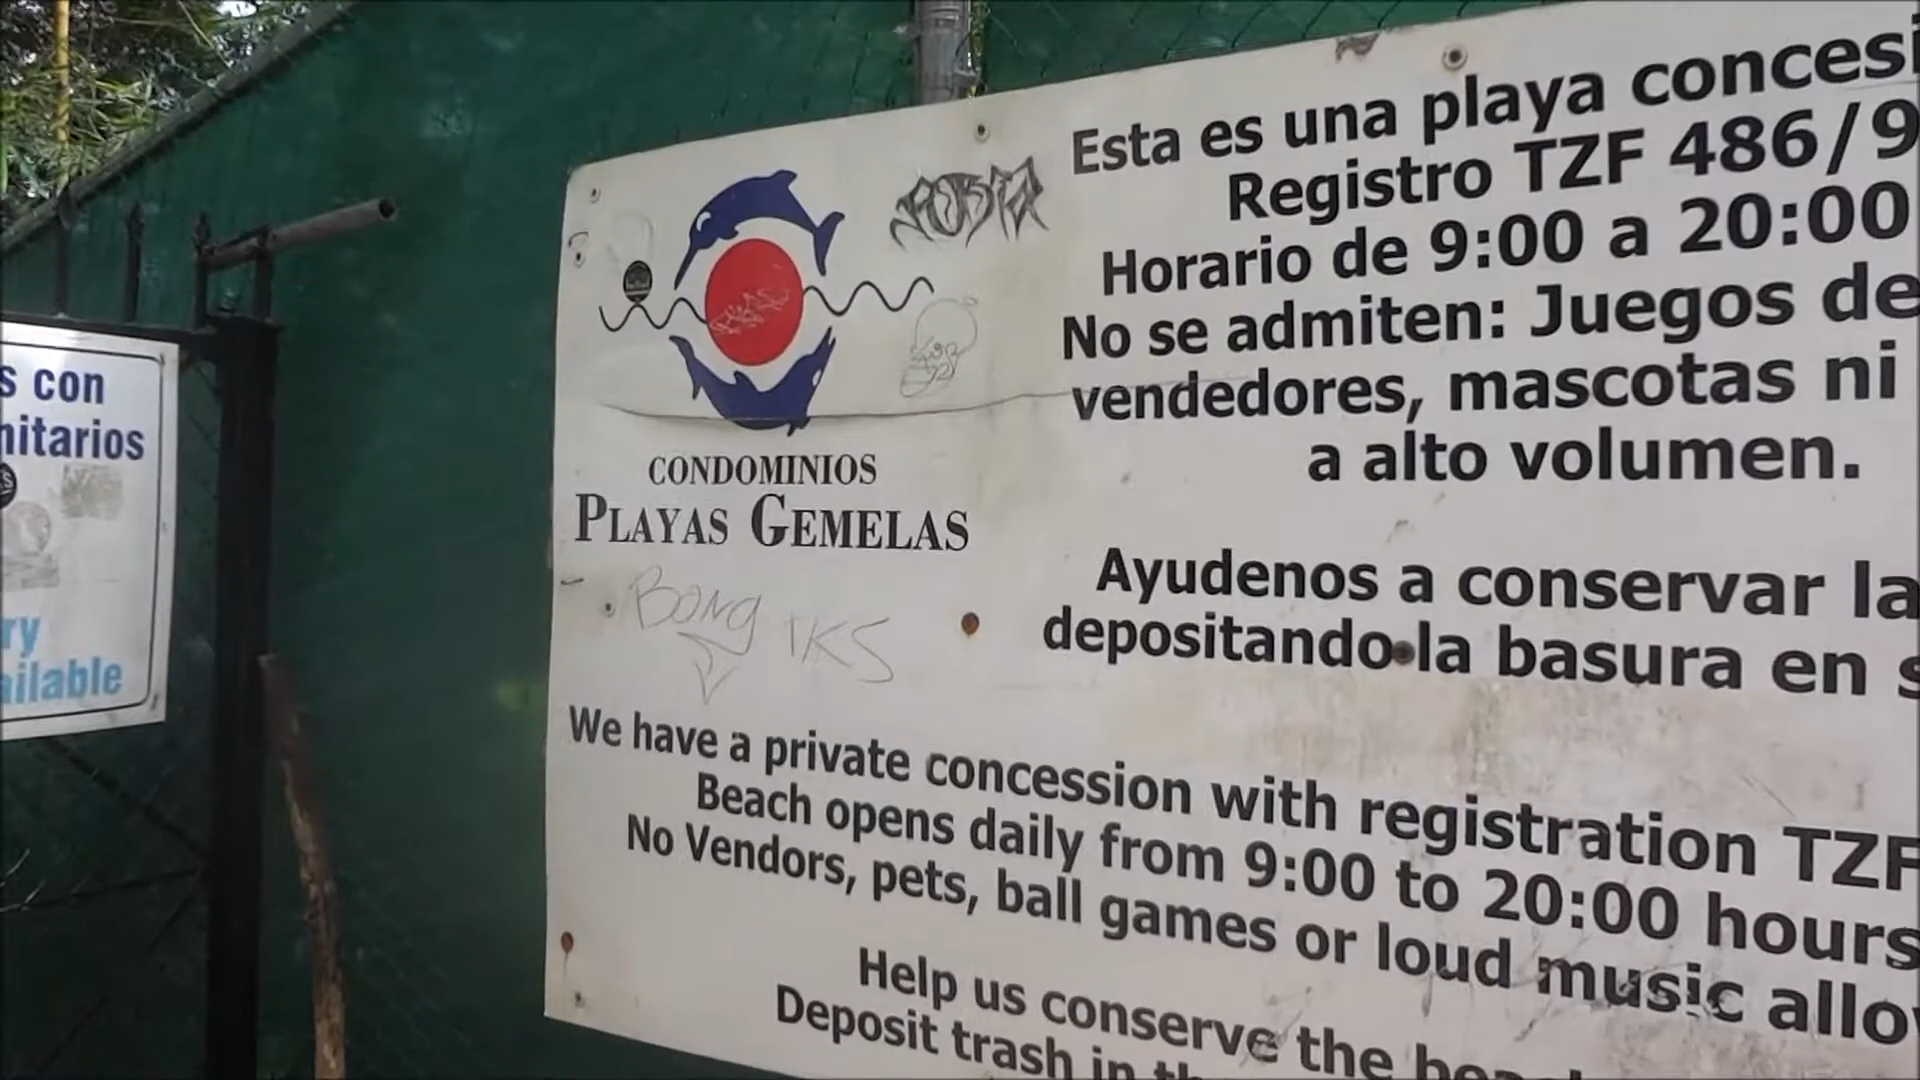 s con
nitarios
ry
ailable
CONDOMINIOS
PLAYAS GEMELAS
BONG TKS
Esta es una playa concesi
Registro TZF 486/9
Horario de 9:00 a 20:00
No se admiten: Juegos de
vendedores, mascotas ni
a alto volumen.
Ayudenos a conservar la
depositando la basura en s
We have a private concession with registration TZF
Beach opens daily from 9:00 to 20:00 hours
No Vendors, pets, ball games or loud music allo
Help us conserve the bea
Deposit trash in th